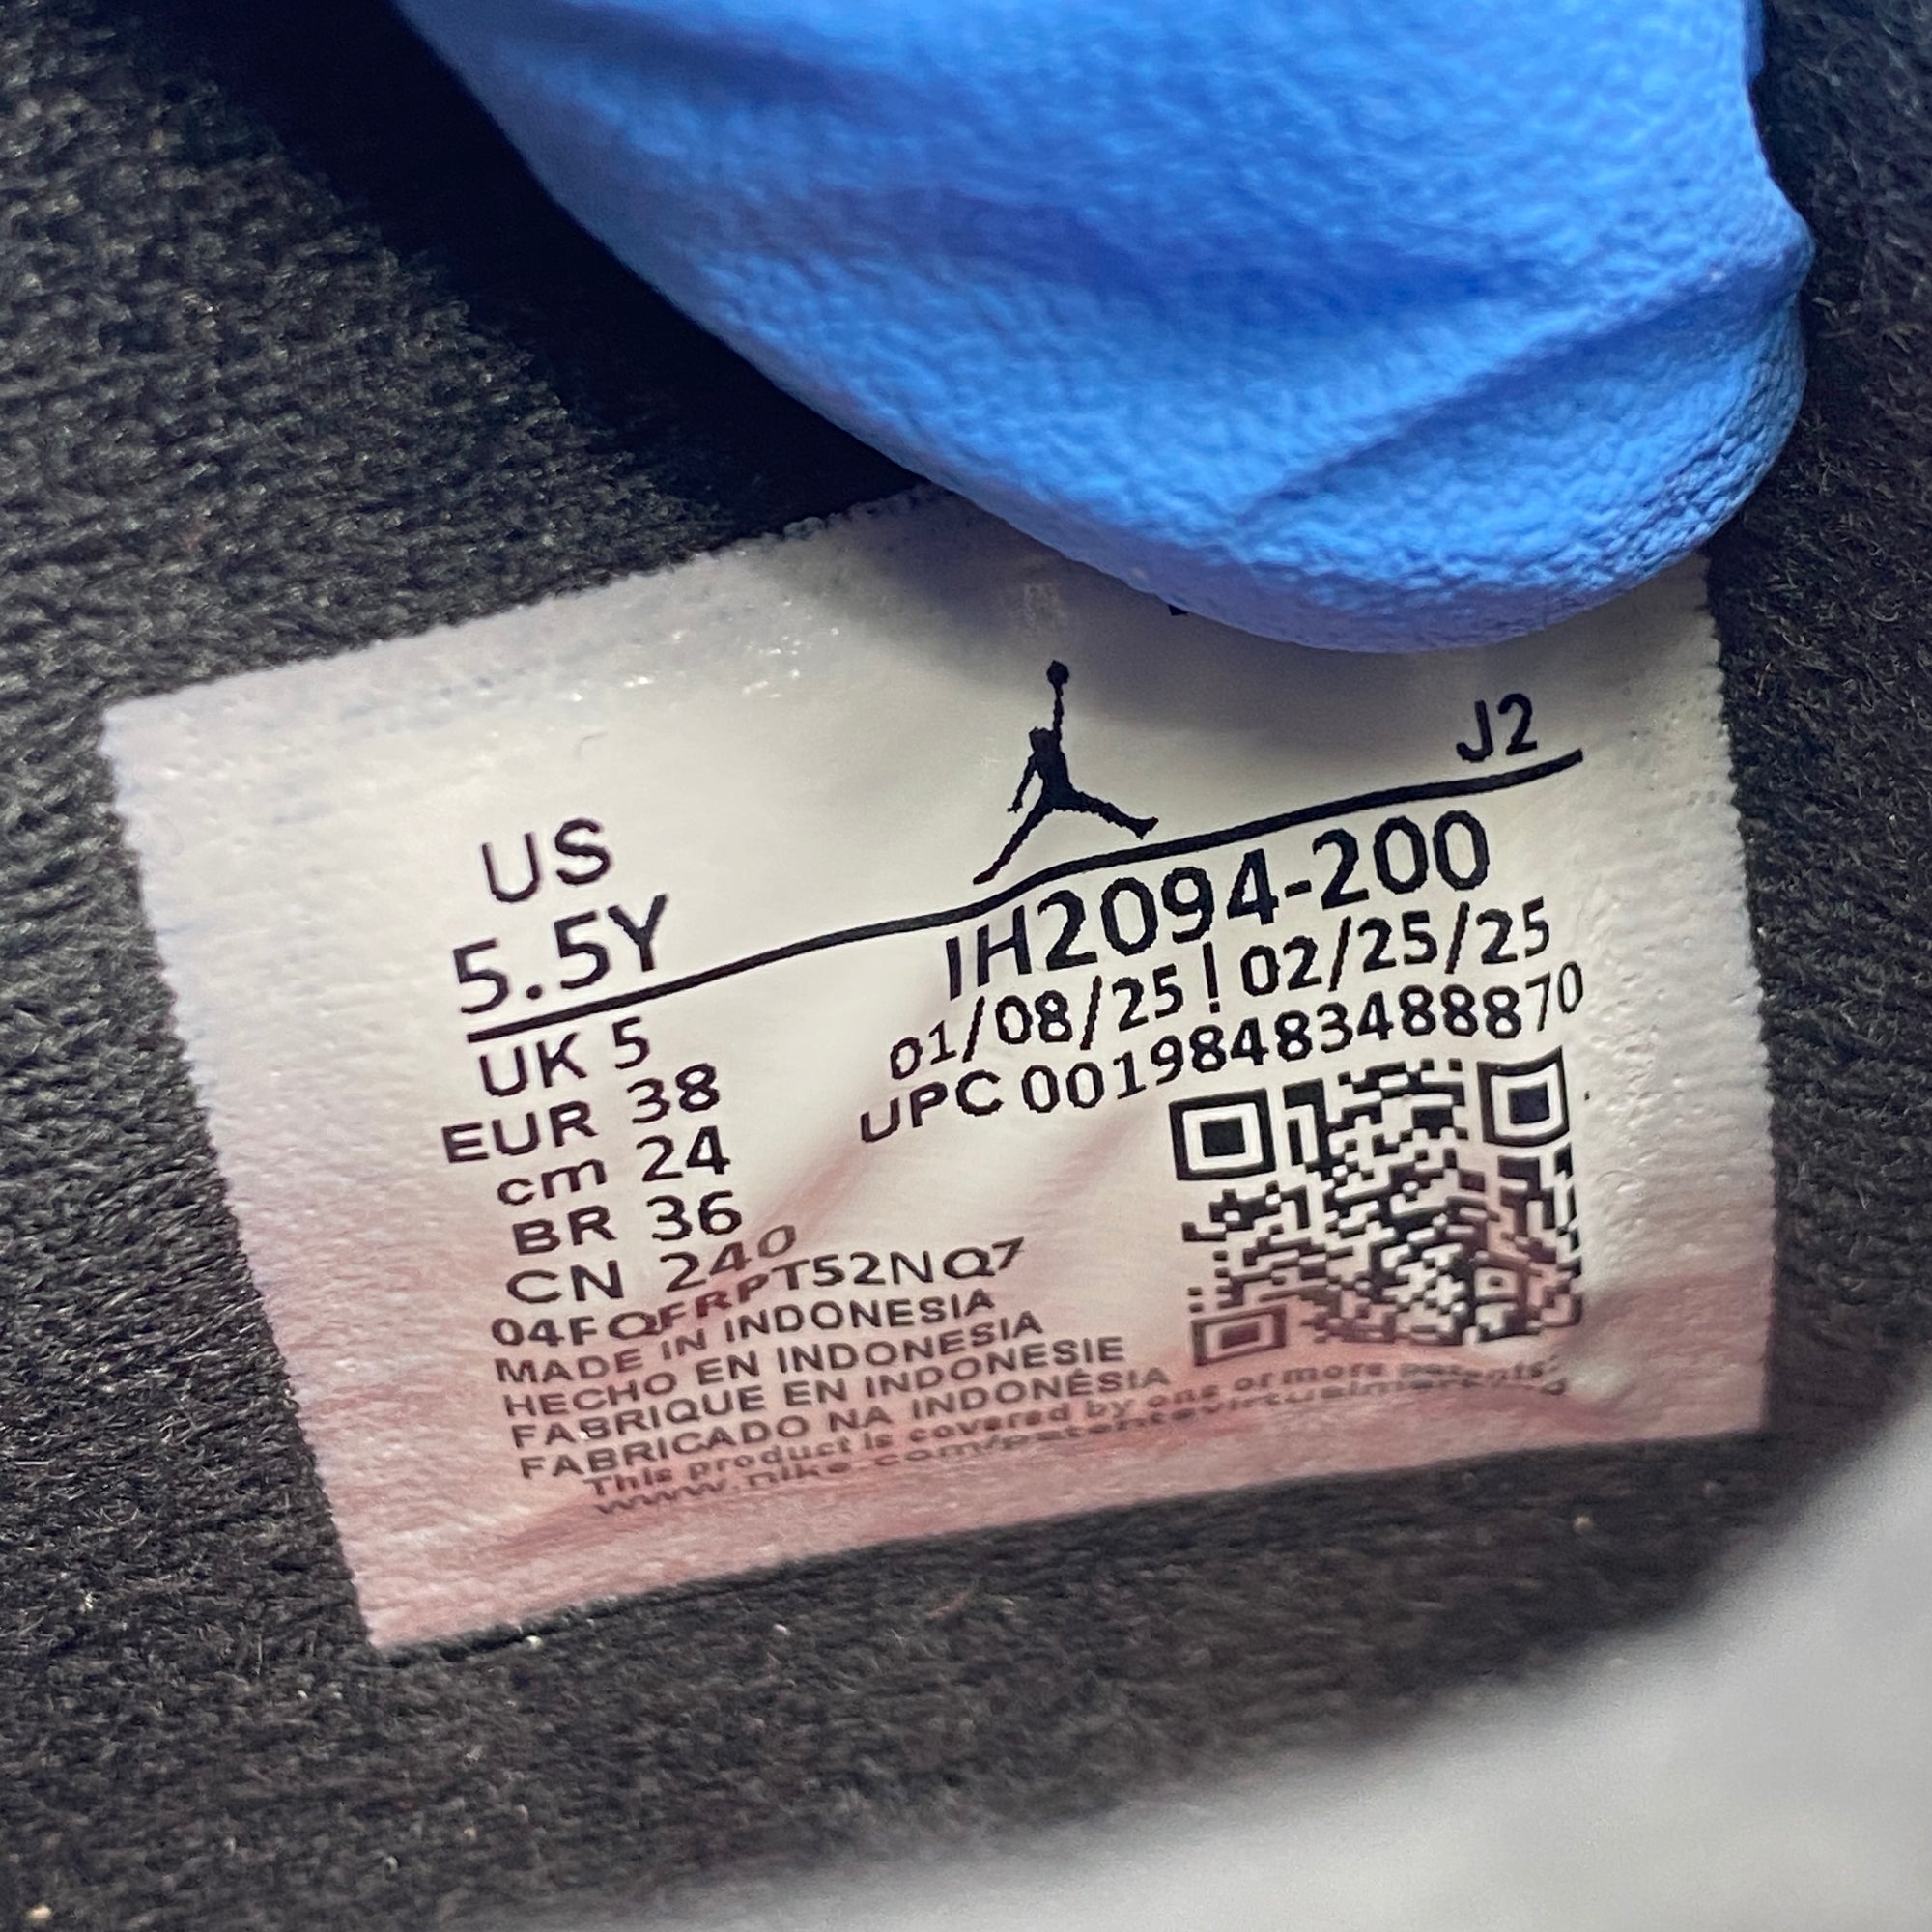 J2
US
5.5Y
IH2094-200
01/08/25 ! 02/25/25
UPC 00198483488870
UK 5
EUR 38
cm 24
BR 36
CN 240
04FQFRPT52NQ7
MADE IN INDONESIA
HECHO EN INDONESIA
FABRIQUE EN INDONESIE
FABRICADO NA INDONÉSIA
This product is covered by one or more patents:
www.nike.com/patentsvirtual